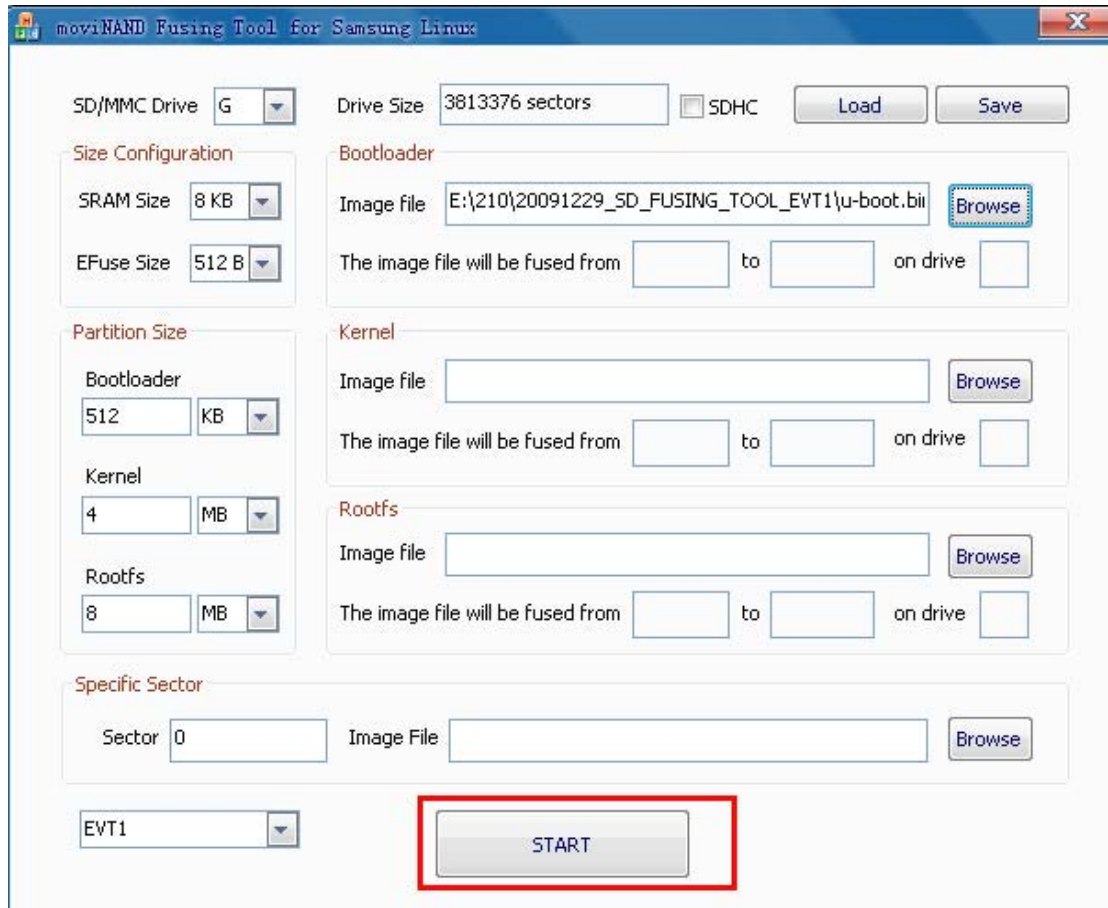 moviNAND Fusing Tool for Samsung Linux
SD/MMC Drive G Drive Size 3813376 sectors SDHC Load Save
Size Configuration
SRAM Size 8 KB
EFuse Size 512 B
Bootloader
Image file E:\210\20091229_SD_FUSING_TOOL_EVT1\u-boot.bin Browse
The image file will be fused from to on drive
Partition Size
Bootloader
512 KB
Kernel
4 MB
Rootfs
8 MB
Kernel
Image file Browse
The image file will be fused from to on drive
Rootfs
Image file Browse
The image file will be fused from to on drive
Specific Sector
Sector 0 Image File Browse
EVT1 START